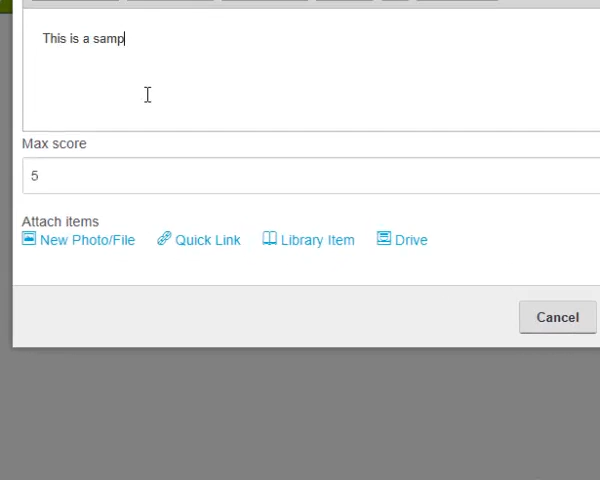 This is a samp
Max score
5
Attach items
New Photo/File Quick Link Library Item Drive
Cancel